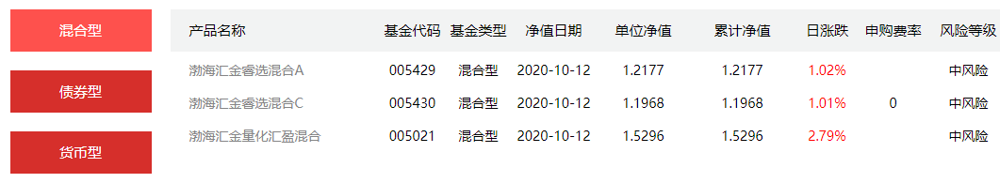 混合型
债券型
货币型
产品名称 基金代码 基金类型 净值日期 单位净值 累计净值 日涨跌 申购费率 风险等级
渤海汇金睿选混合A 005429 混合型 2020-10-12 1.2177 1.2177 1.02% 中风险
渤海汇金睿选混合C 005430 混合型 2020-10-12 1.1968 1.1968 1.01% 0 中风险
渤海汇金量化汇盈混合 005021 混合型 2020-10-12 1.5296 1.5296 2.79% 中风险